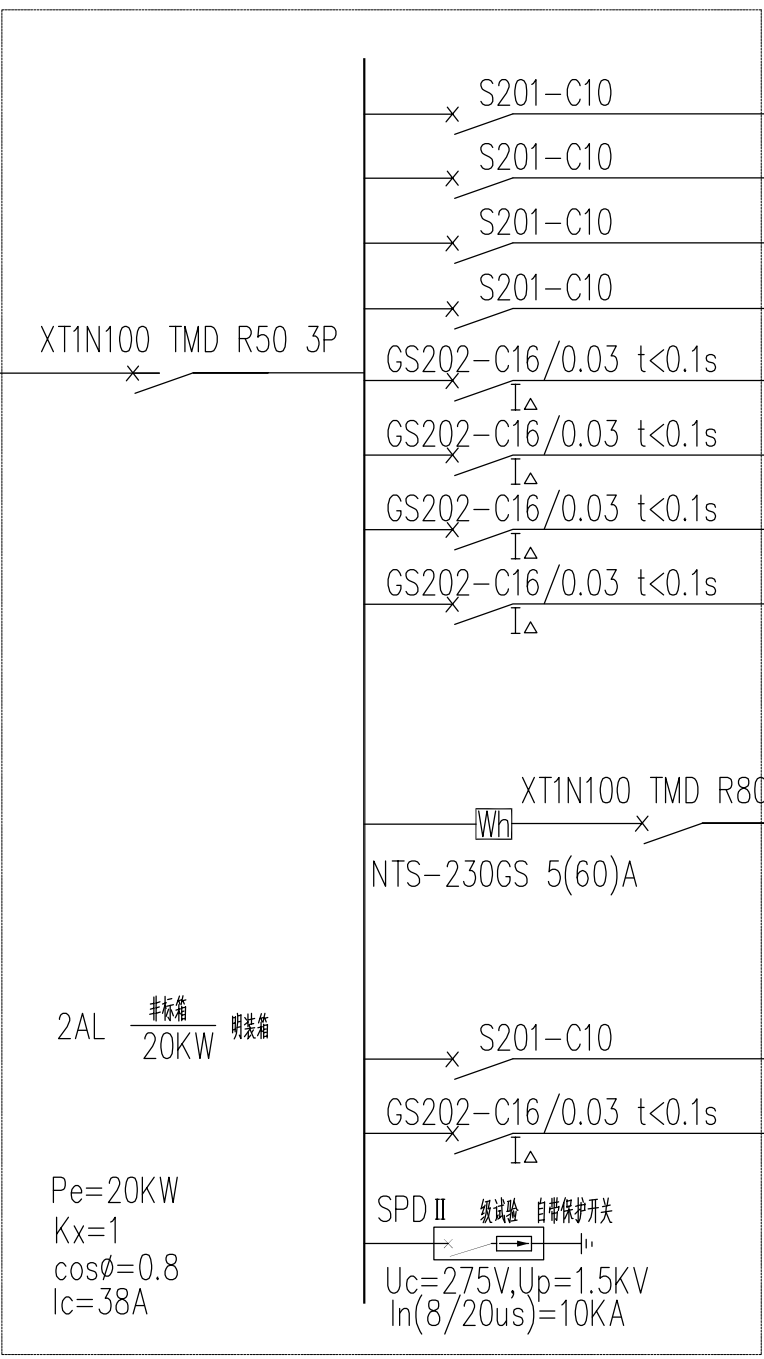 S201-C10
S201-C10
S201-C10
S201-C10
XT1N100 TMD R50 3P
GS202-C16/0.03 t<0.1s
GS202-C16/0.03 t<0.1s
GS202-C16/0.03 t<0.1s
GS202-C16/0.03 t<0.1s
XT1N100 TMD R80
Wh
NTS-230GS 5(60)A
2AL 非标箱 明装箱
20KW
S201-C10
GS202-C16/0.03 t<0.1s
Pe=20KW
Kx=1
cosø=0.8
Ic=38A
SPD II 级试验 自带保护开关
Uc=275V,Up=1.5KV
In(8/20us)=10KA